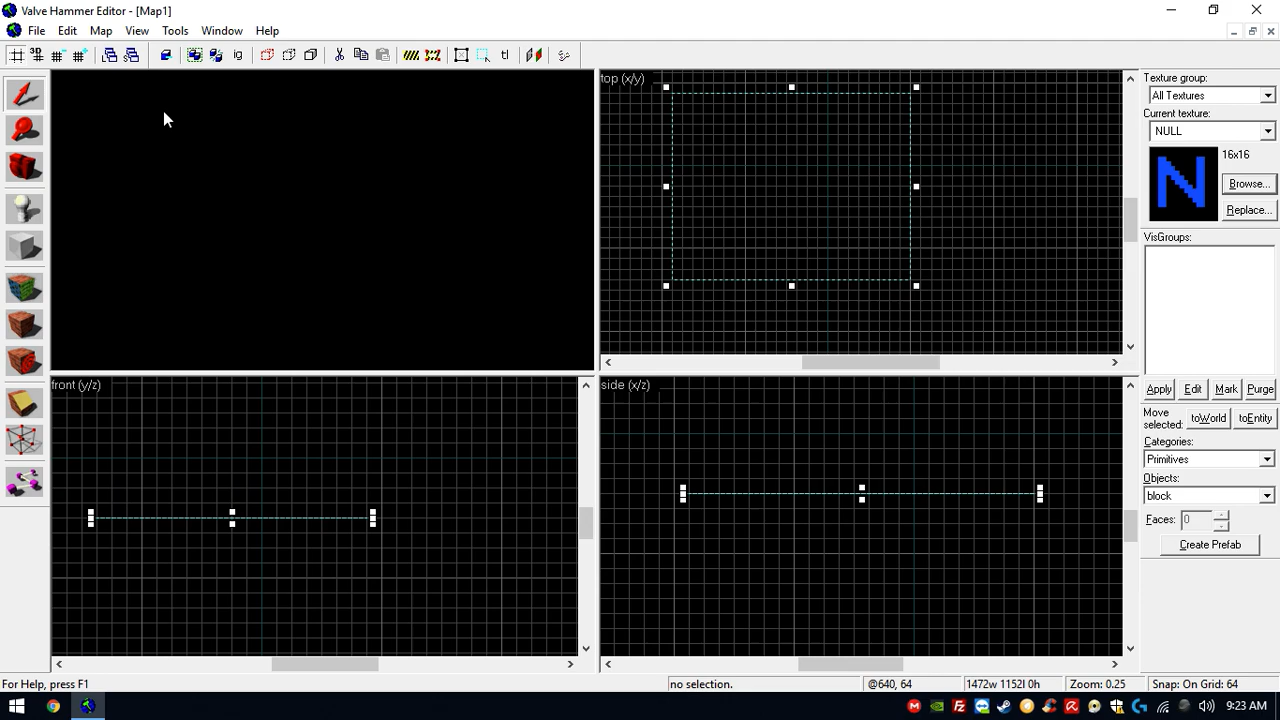 Valve Hammer Editor - [Map1]
File Edit Map View Tools Window Help
3D
ig
tl
top (x/y)
front (y/z)
side (x/z)
Texture group:
All Textures
Current texture:
NULL
16x16
N
Browse...
Replace...
VisGroups:
Apply Edit Mark Purge
Move selected: toWorld toEntity
Categories:
Primitives
Objects:
block
Faces: 0
Create Prefab
For Help, press F1
no selection.
@640, 64
1472w 1152l 0h
Zoom: 0.25
Snap: On Grid: 64
9:23 AM